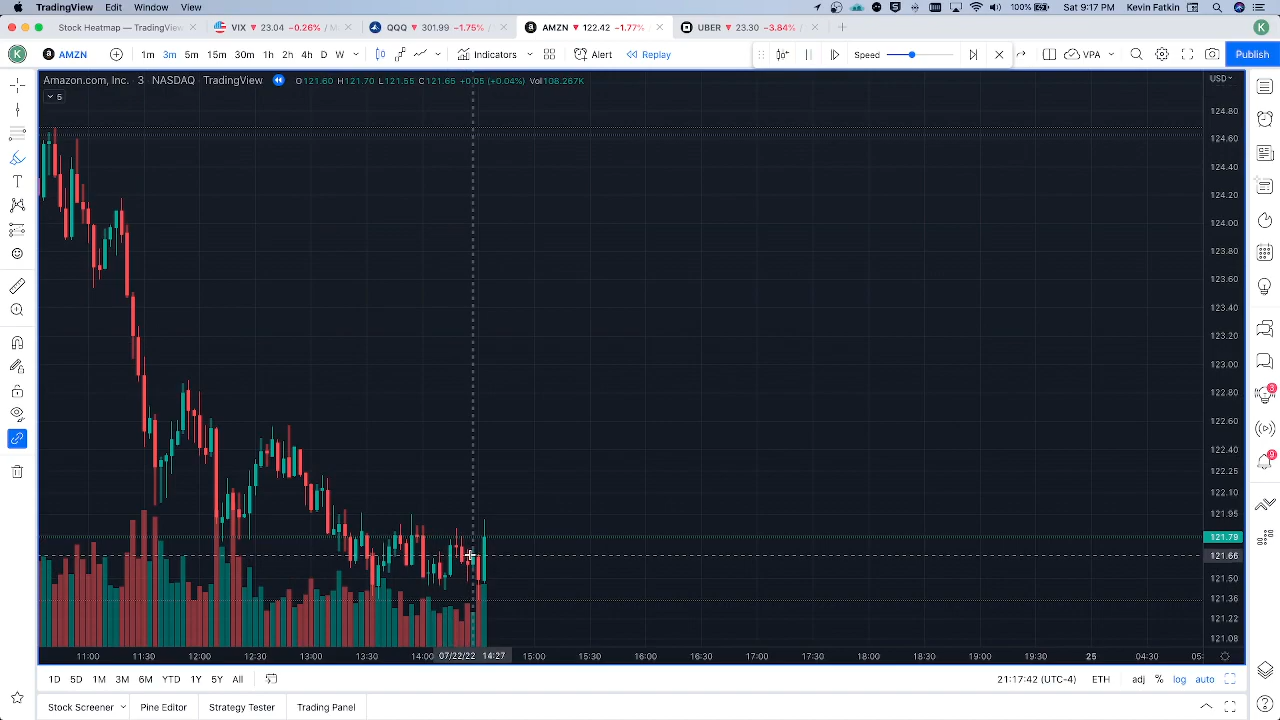 TradingView Edit Window View
100% Sat 9:17 PM Kevin Fatkin
Stock Heatmap — TradingView
VIX ▼ 23.04 −0.26% / M
QQQ ▼ 301.99 −1.75% /
AMZN ▼ 122.42 −1.77%
UBER ▼ 23.30 −3.84% /
K
K AMZN 1m 3m 5m 15m 30m 1h 2h 4h D W Indicators Alert Replay Speed VPA Publish
Amazon.com, Inc. · 3 · NASDAQ · TradingView O121.60 H121.70 L121.55 C121.65 +0.05 (+0.04%) Vol106.267K
5
USD
124.80
124.60
124.40
124.20
124.00
123.80
123.60
123.40
123.20
123.00
122.80
122.60
122.40
122.25
122.10
121.95
121.79
121.66
121.50
121.36
121.22
121.08
3
9
11:00 11:30 12:00 12:30 13:00 13:30 14:00 07/22/22 14:27 15:00 15:30 16:00 16:30 17:00 17:30 18:00 18:30 19:00 19:30 25 04:30 05:
1D 5D 1M 3M 6M YTD 1Y 5Y All 21:17:42 (UTC-4) ETH adj % log auto
Stock Screener Pine Editor Strategy Tester Trading Panel